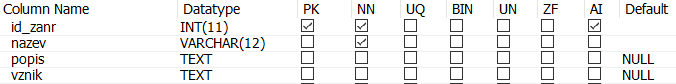 Column Name Datatype PK NN UQ BIN UN ZF AI Default
id_zanr INT(11)
nazev VARCHAR(12)
popis TEXT NULL
vznik TEXT NULL